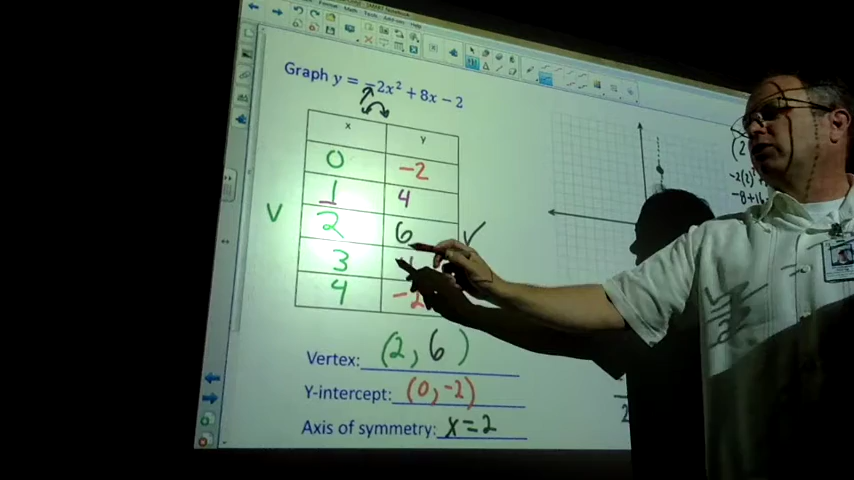 Graph y = -2x² + 8x - 2
x y
0 -2
1 4
V 2 6 ✓
3
4 -2
Vertex: (2, 6)
Y-intercept: (0, -2)
Axis of symmetry: x=2